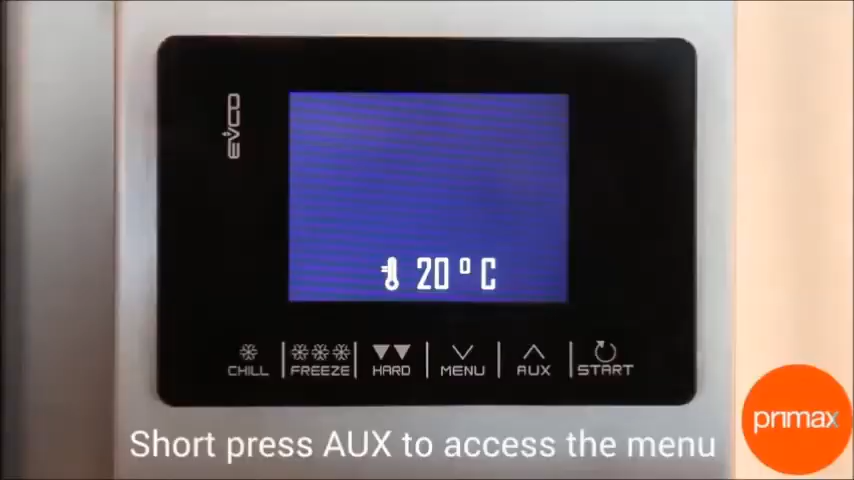 EVCO
20°C
CHILL FREEZE HARD MENU AUX START
primax
Short press AUX to access the menu